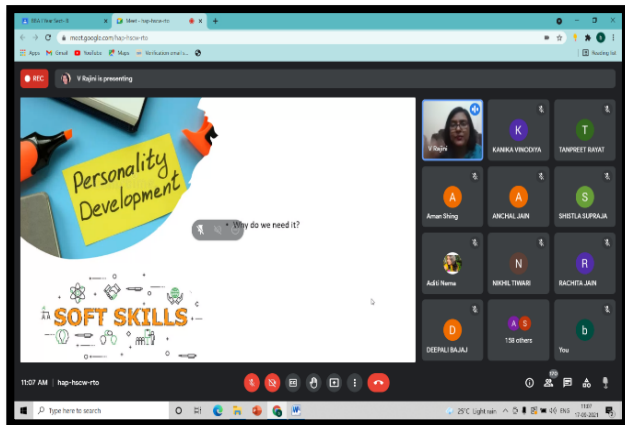 Meet - hap-hscw-rto
meet.google.com/hap-hscw-rto
Apps
Gmail
YouTube
Maps
Reading list
REC
V Rajini is presenting
Personality
Development
Why do we need it?
SOFT SKILLS
V Rajini
KANIKA VINODIYA
TANPREET RAYAT
Aman Shing
ANCHAL JAIN
SHISTLA SUPRAJA
Aditi Nema
NIKHIL TIWARI
RACHITA JAIN
DEEPALI BAJAJ
158 others
You
K
T
A
A
S
N
R
D
A S
b
11:07 AM | hap-hscw-rto
Type here to search
25°C Light rain
ENG
11:07